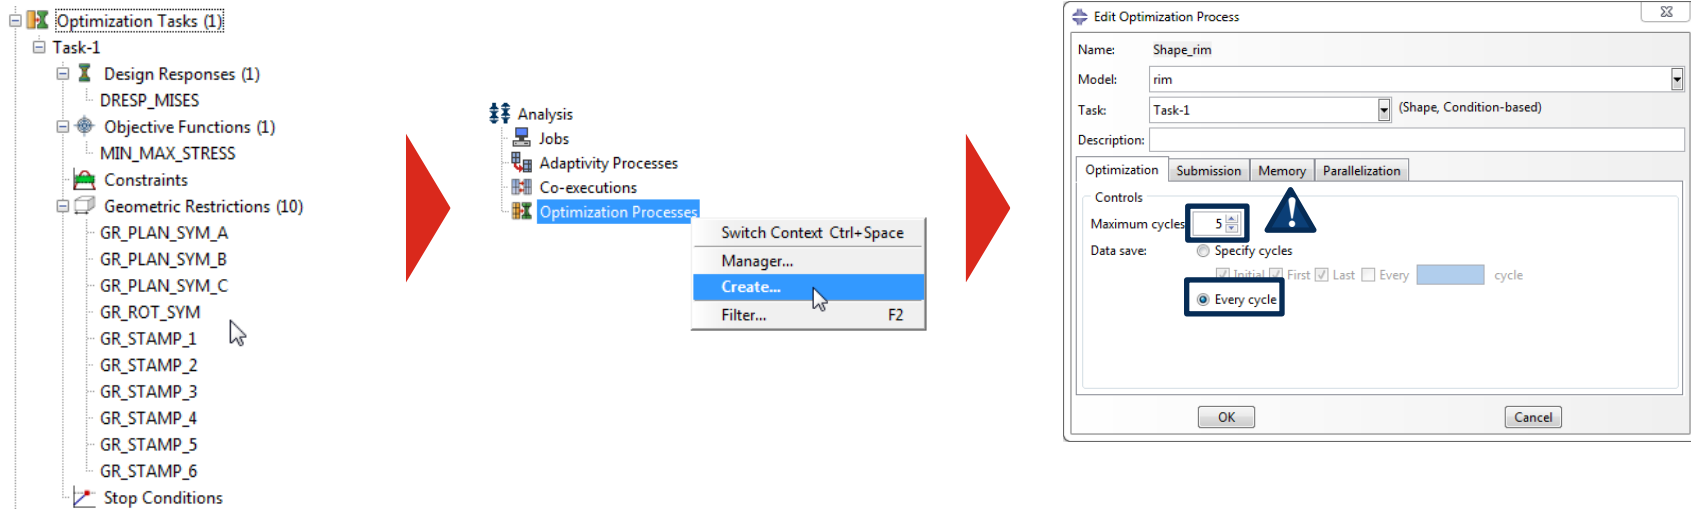 Optimization Tasks (1)
Task-1
Design Responses (1)
DRESP_MISES
Objective Functions (1)
MIN_MAX_STRESS
Constraints
Geometric Restrictions (10)
GR_PLAN_SYM_A
GR_PLAN_SYM_B
GR_PLAN_SYM_C
GR_ROT_SYM
GR_STAMP_1
GR_STAMP_2
GR_STAMP_3
GR_STAMP_4
GR_STAMP_5
GR_STAMP_6
Stop Conditions
Analysis
Jobs
Adaptivity Processes
Co-executions
Optimization Processes
Switch Context Ctrl+Space
Manager...
Create...
Filter... F2
Edit Optimization Process
Name: Shape_rim
Model: rim
Task: Task-1 (Shape, Condition-based)
Description:
Optimization Submission Memory Parallelization
Controls
Maximum cycles 5
Data save: Specify cycles
Initial First Last Every cycle
Every cycle
OK Cancel